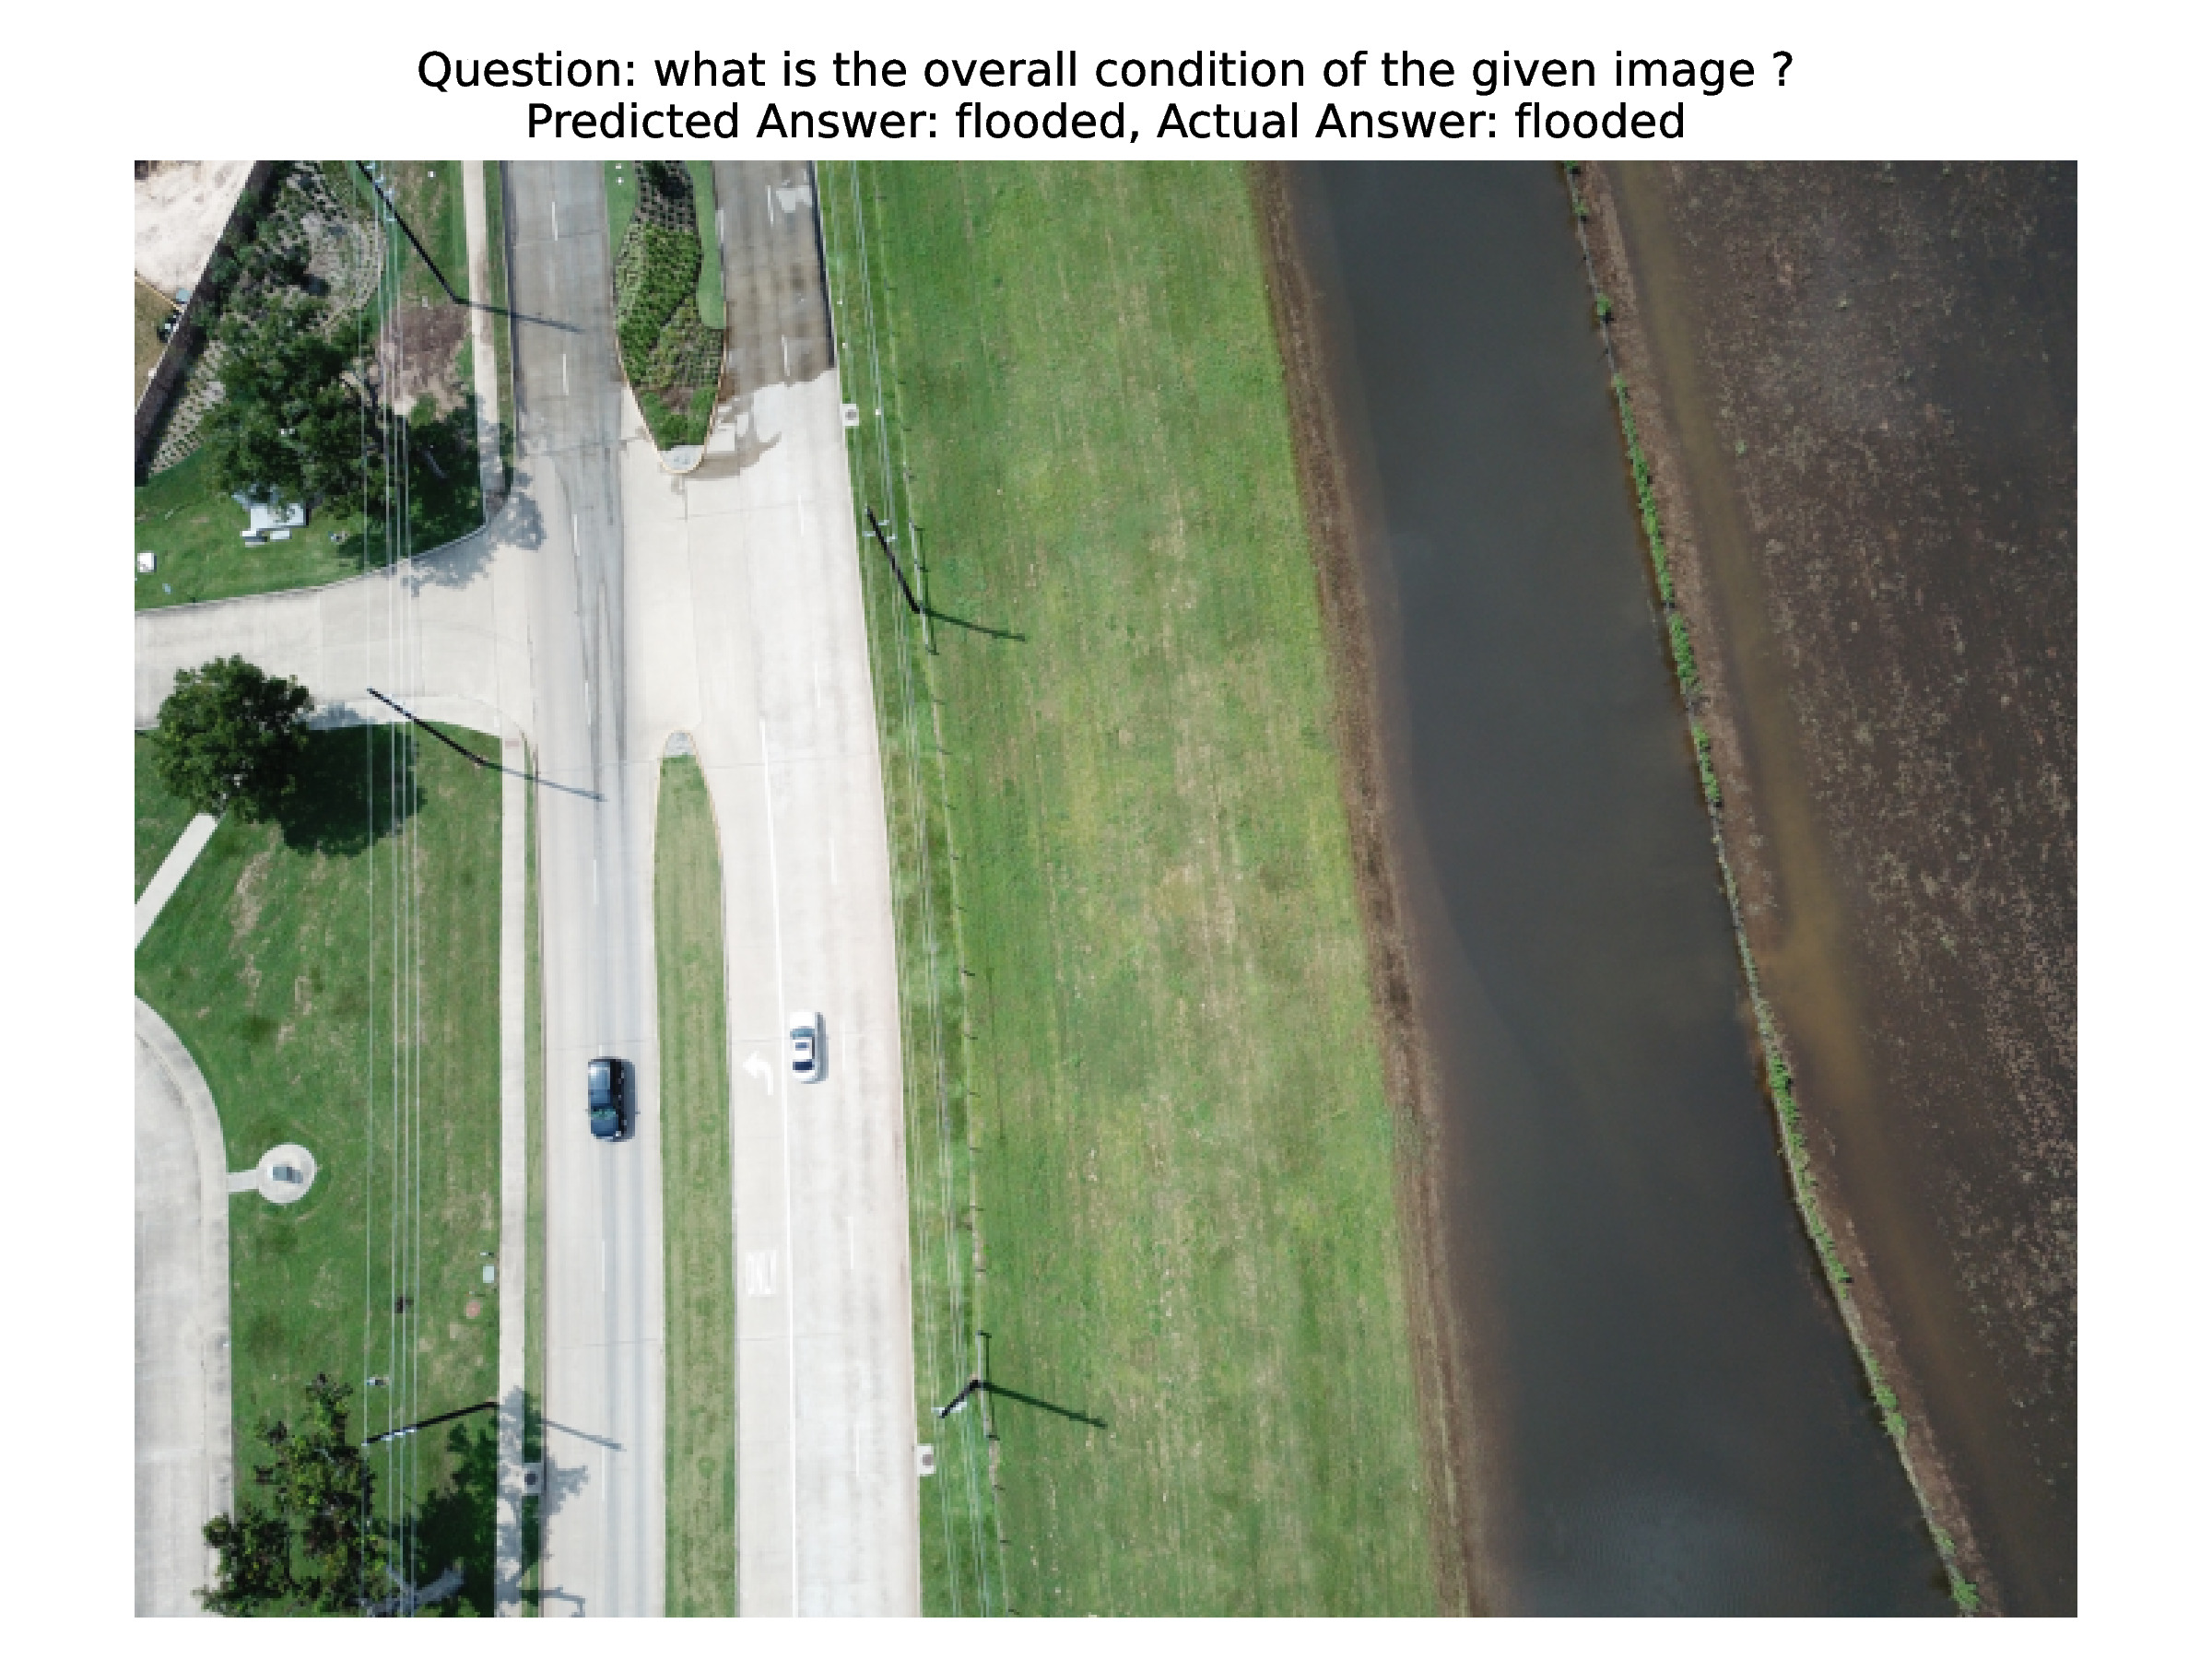 Question: what is the overall condition of the given image ?
Predicted Answer: flooded, Actual Answer: flooded